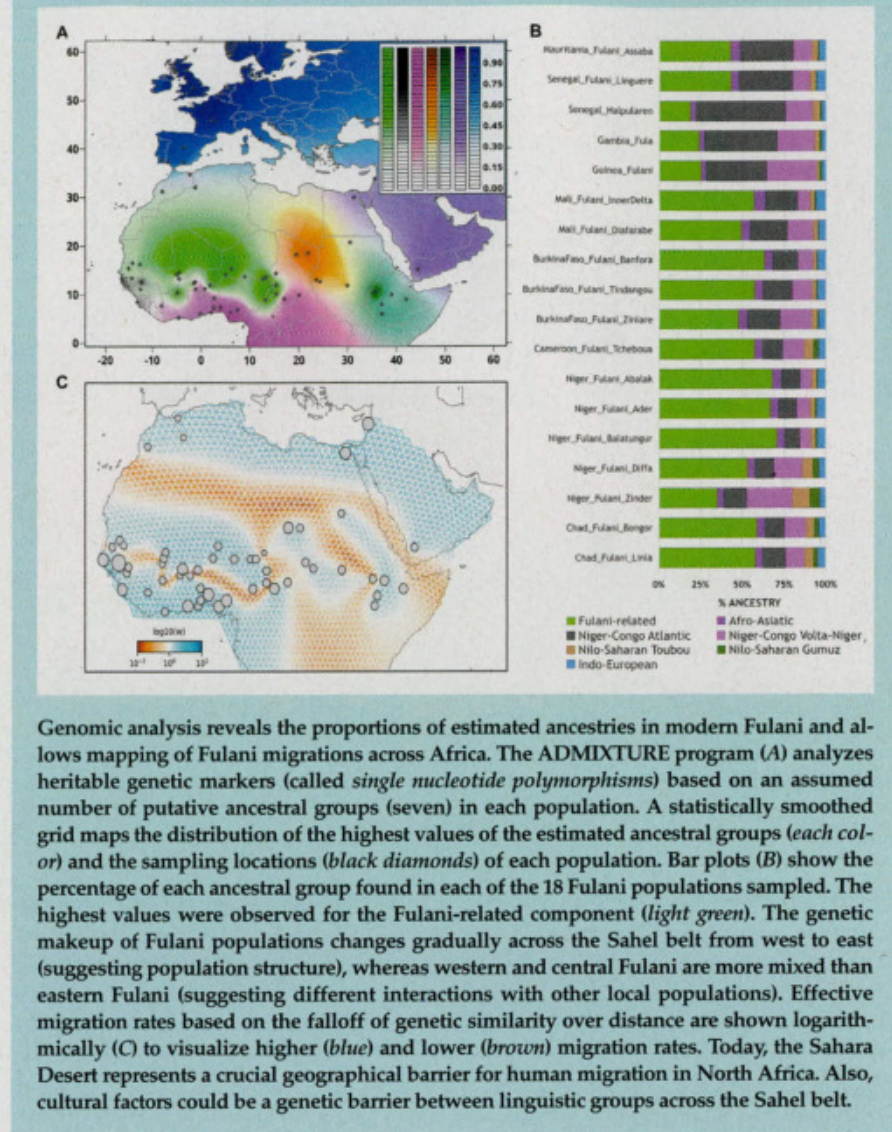 A
60
50
40
30
20
10
0
-20
-10
0
10
20
30
40
50
60
0.90
0.75
0.60
0.45
0.30
0.15
0.00
B
Mauritania_Fulani_Assaba
Senegal_Fulani_Linguere
Senegal_Halpularen
Gambia_Fula
Guinea_Fulani
Mali_Fulani_InnerDelta
Mali_Fulani_Diafarabe
BurkinaFaso_Fulani_Banfora
BurkinaFaso_Fulani_Tindangou
BurkinaFaso_Fulani_Ziniare
Cameroon_Fulani_Tcheboua
Niger_Fulani_Abalak
Niger_Fulani_Ader
Niger_Fulani_Balatungur
Niger_Fulani_Diffa
Niger_Fulani_Zinder
Chad_Fulani_Bongor
Chad_Fulani_Linia
0%
25%
50%
75%
100%
% ANCESTRY
Fulani-related
Afro-Asiatic
Niger-Congo Atlantic
Niger-Congo Volta-Niger
Nilo-Saharan Toubou
Nilo-Saharan Gumuz
Indo-European
C
log10(w)
Genomic analysis reveals the proportions of estimated ancestries in modern Fulani and al-
lows mapping of Fulani migrations across Africa. The ADMIXTURE program (A) analyzes
heritable genetic markers (called single nucleotide polymorphisms) based on an assumed
number of putative ancestral groups (seven) in each population. A statistically smoothed
grid maps the distribution of the highest values of the estimated ancestral groups (each col-
or) and the sampling locations (black diamonds) of each population. Bar plots (B) show the
percentage of each ancestral group found in each of the 18 Fulani populations sampled. The
highest values were observed for the Fulani-related component (light green). The genetic
makeup of Fulani populations changes gradually across the Sahel belt from west to east
(suggesting population structure), whereas western and central Fulani are more mixed than
eastern Fulani (suggesting different interactions with other local populations). Effective
migration rates based on the falloff of genetic similarity over distance are shown logarith-
mically (C) to visualize higher (blue) and lower (brown) migration rates. Today, the Sahara
Desert represents a crucial geographical barrier for human migration in North Africa. Also,
cultural factors could be a genetic barrier between linguistic groups across the Sahel belt.